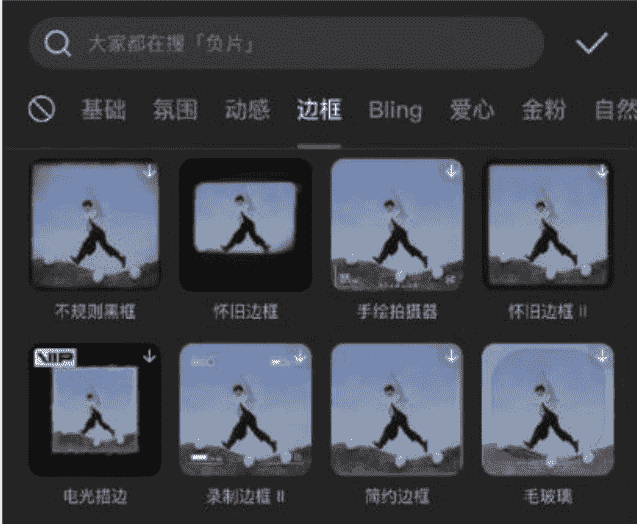 大家都在搜「负片」
基础 氛围 动感 边框 Bling 爱心 金粉 自然
不规则黑框 怀旧边框 手绘拍摄器 怀旧边框 II
VIP
电光描边 录制边框 II 简约边框 毛玻璃